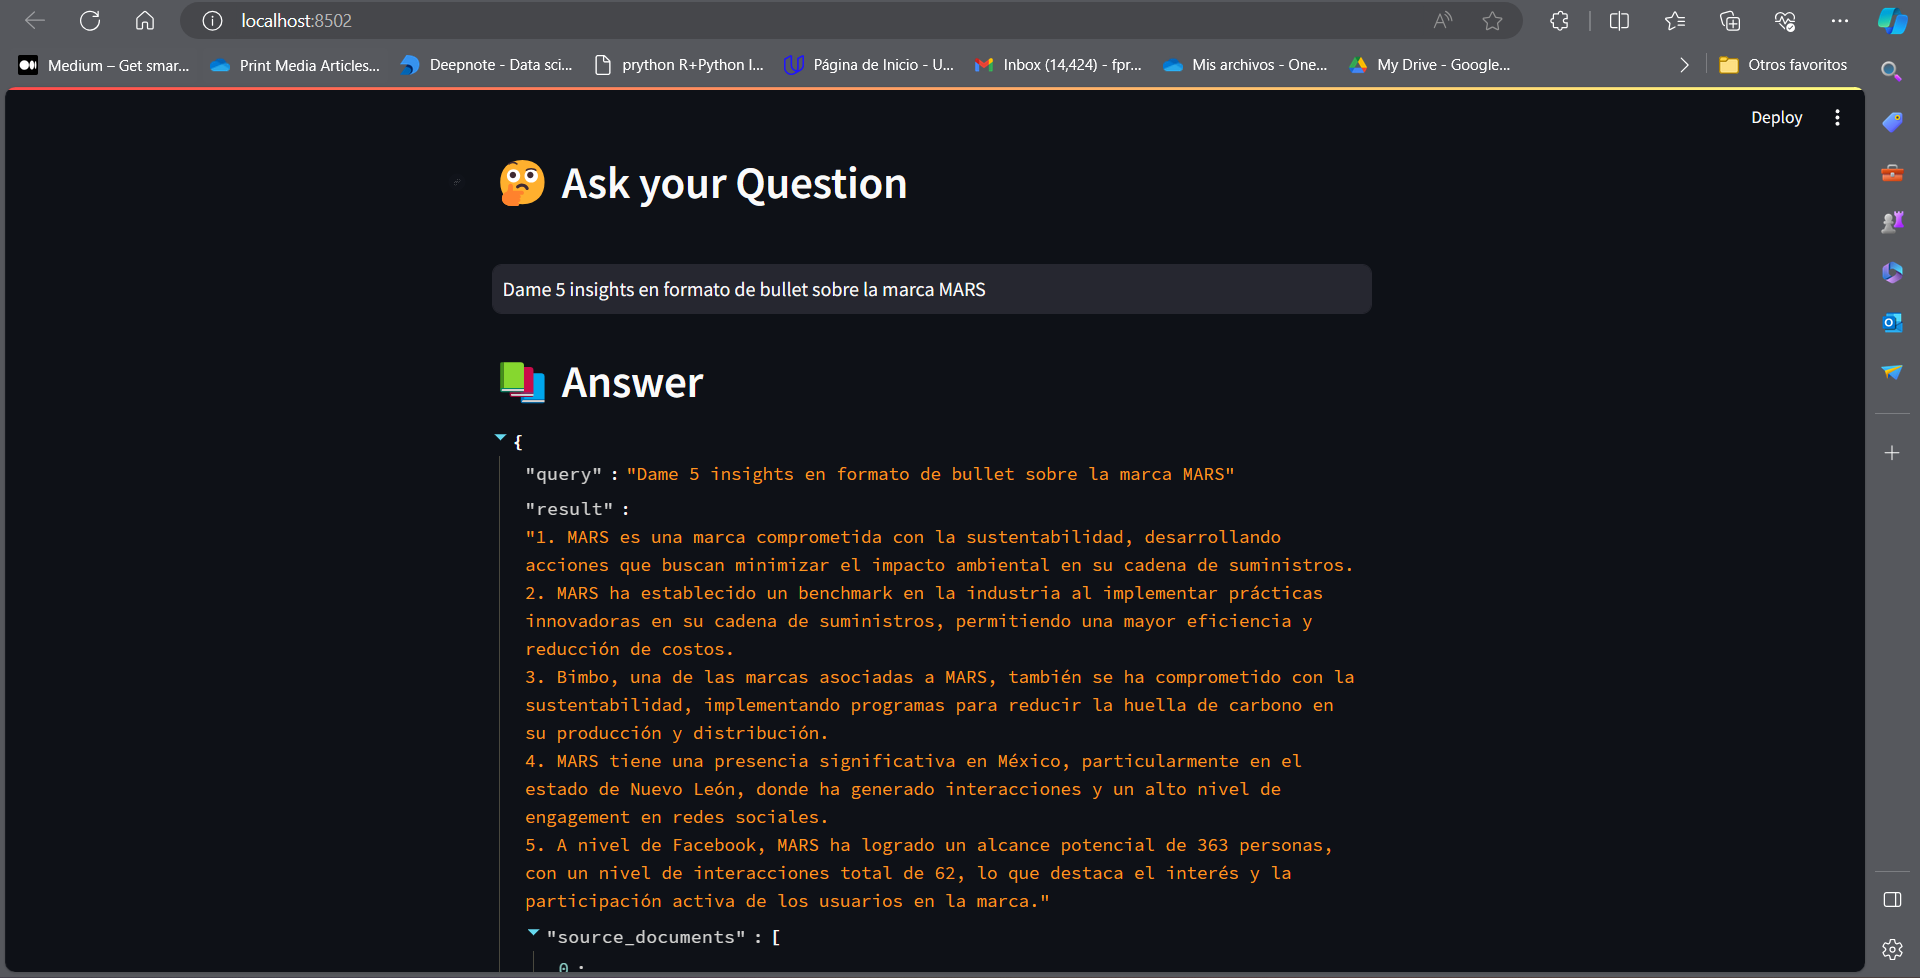 localhost:8502
Medium – Get smar... Print Media Articles... Deepnote - Data sci... prython R+Python I... Página de Inicio - U... Inbox (14,424) - fpr... Mis archivos - One... My Drive - Google... Otros favoritos
Deploy
Ask your Question
Dame 5 insights en formato de bullet sobre la marca MARS
Answer
{
"query" : "Dame 5 insights en formato de bullet sobre la marca MARS"
"result" :
"1. MARS es una marca comprometida con la sustentabilidad, desarrollando
acciones que buscan minimizar el impacto ambiental en su cadena de suministros.
2. MARS ha establecido un benchmark en la industria al implementar prácticas
innovadoras en su cadena de suministros, permitiendo una mayor eficiencia y
reducción de costos.
3. Bimbo, una de las marcas asociadas a MARS, también se ha comprometido con la
sustentabilidad, implementando programas para reducir la huella de carbono en
su producción y distribución.
4. MARS tiene una presencia significativa en México, particularmente en el
estado de Nuevo León, donde ha generado interacciones y un alto nivel de
engagement en redes sociales.
5. A nivel de Facebook, MARS ha logrado un alcance potencial de 363 personas,
con un nivel de interacciones total de 62, lo que destaca el interés y la
participación activa de los usuarios en la marca."
"source_documents" : [
0 :